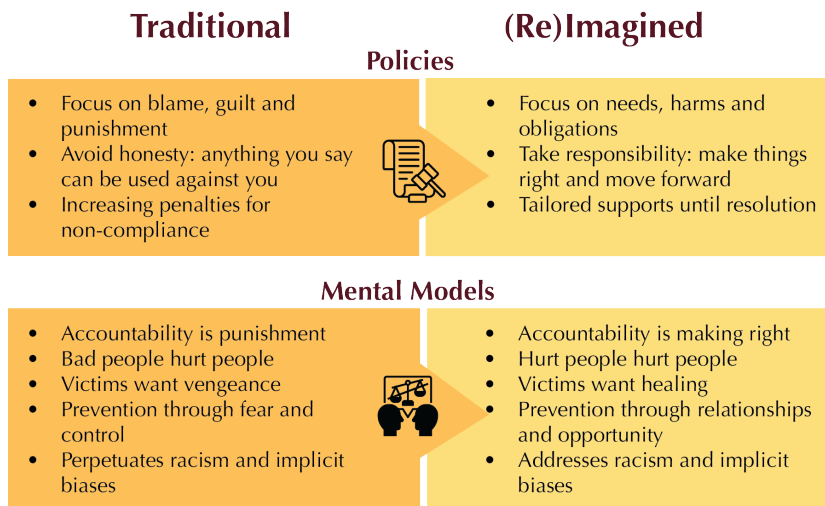 Traditional
(Re)Imagined
Policies
• Focus on blame, guilt and
punishment
• Avoid honesty: anything you say
can be used against you
• Increasing penalties for
non-compliance
• Focus on needs, harms and
obligations
• Take responsibility: make things
right and move forward
• Tailored supports until resolution
Mental Models
• Accountability is punishment
• Bad people hurt people
• Victims want vengeance
• Prevention through fear and
control
• Perpetuates racism and implicit
biases
• Accountability is making right
• Hurt people hurt people
• Victims want healing
• Prevention through relationships
and opportunity
• Addresses racism and implicit
biases